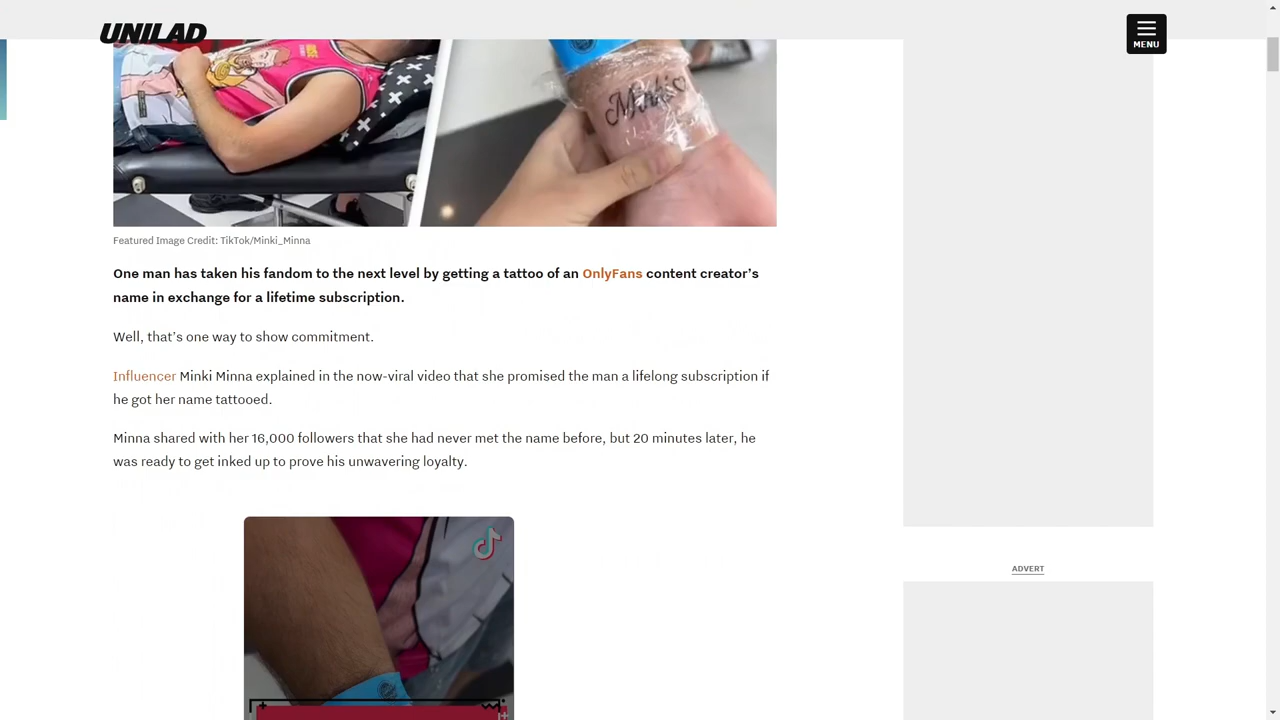 UNILAD
MENU
Minki
Featured Image Credit: TikTok/Minki_Minna
One man has taken his fandom to the next level by getting a tattoo of an OnlyFans content creator’s
name in exchange for a lifetime subscription.
Well, that’s one way to show commitment.
Influencer Minki Minna explained in the now-viral video that she promised the man a lifelong subscription if
he got her name tattooed.
Minna shared with her 16,000 followers that she had never met the name before, but 20 minutes later, he
was ready to get inked up to prove his unwavering loyalty.
ADVERT